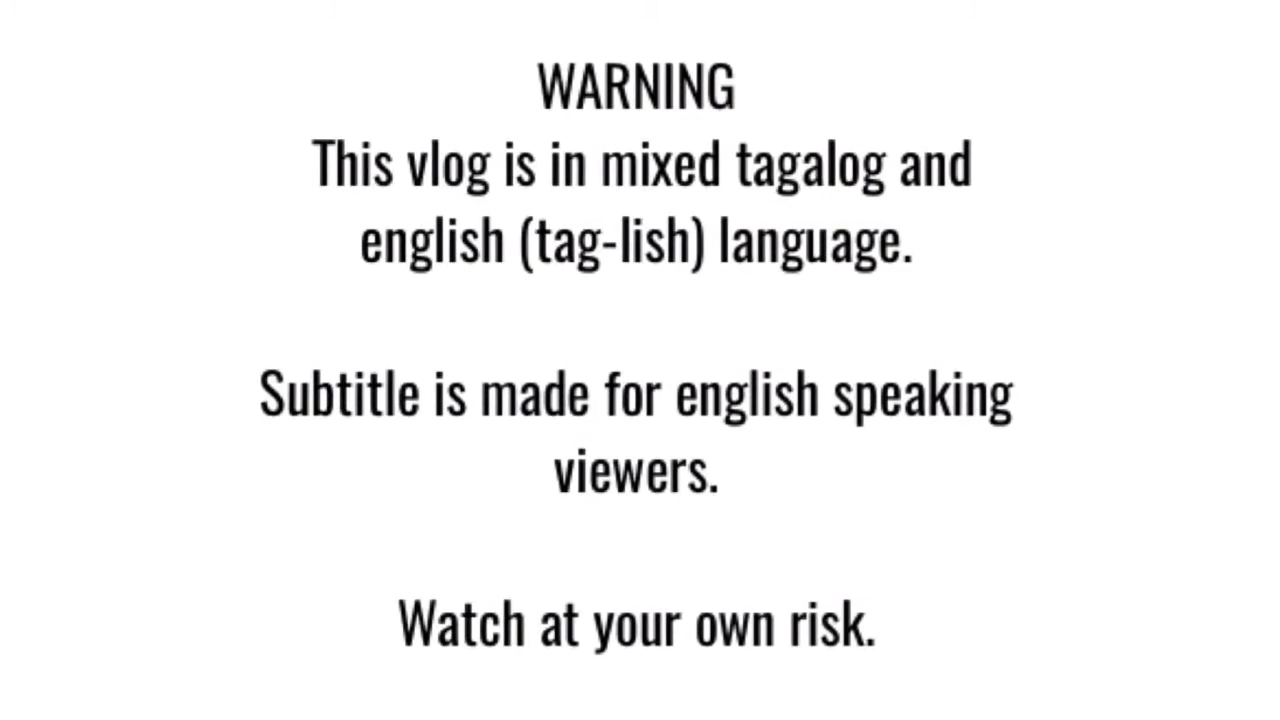 WARNING
This vlog is in mixed tagalog and
english (tag-lish) language.
Subtitle is made for english speaking
viewers.
Watch at your own risk.